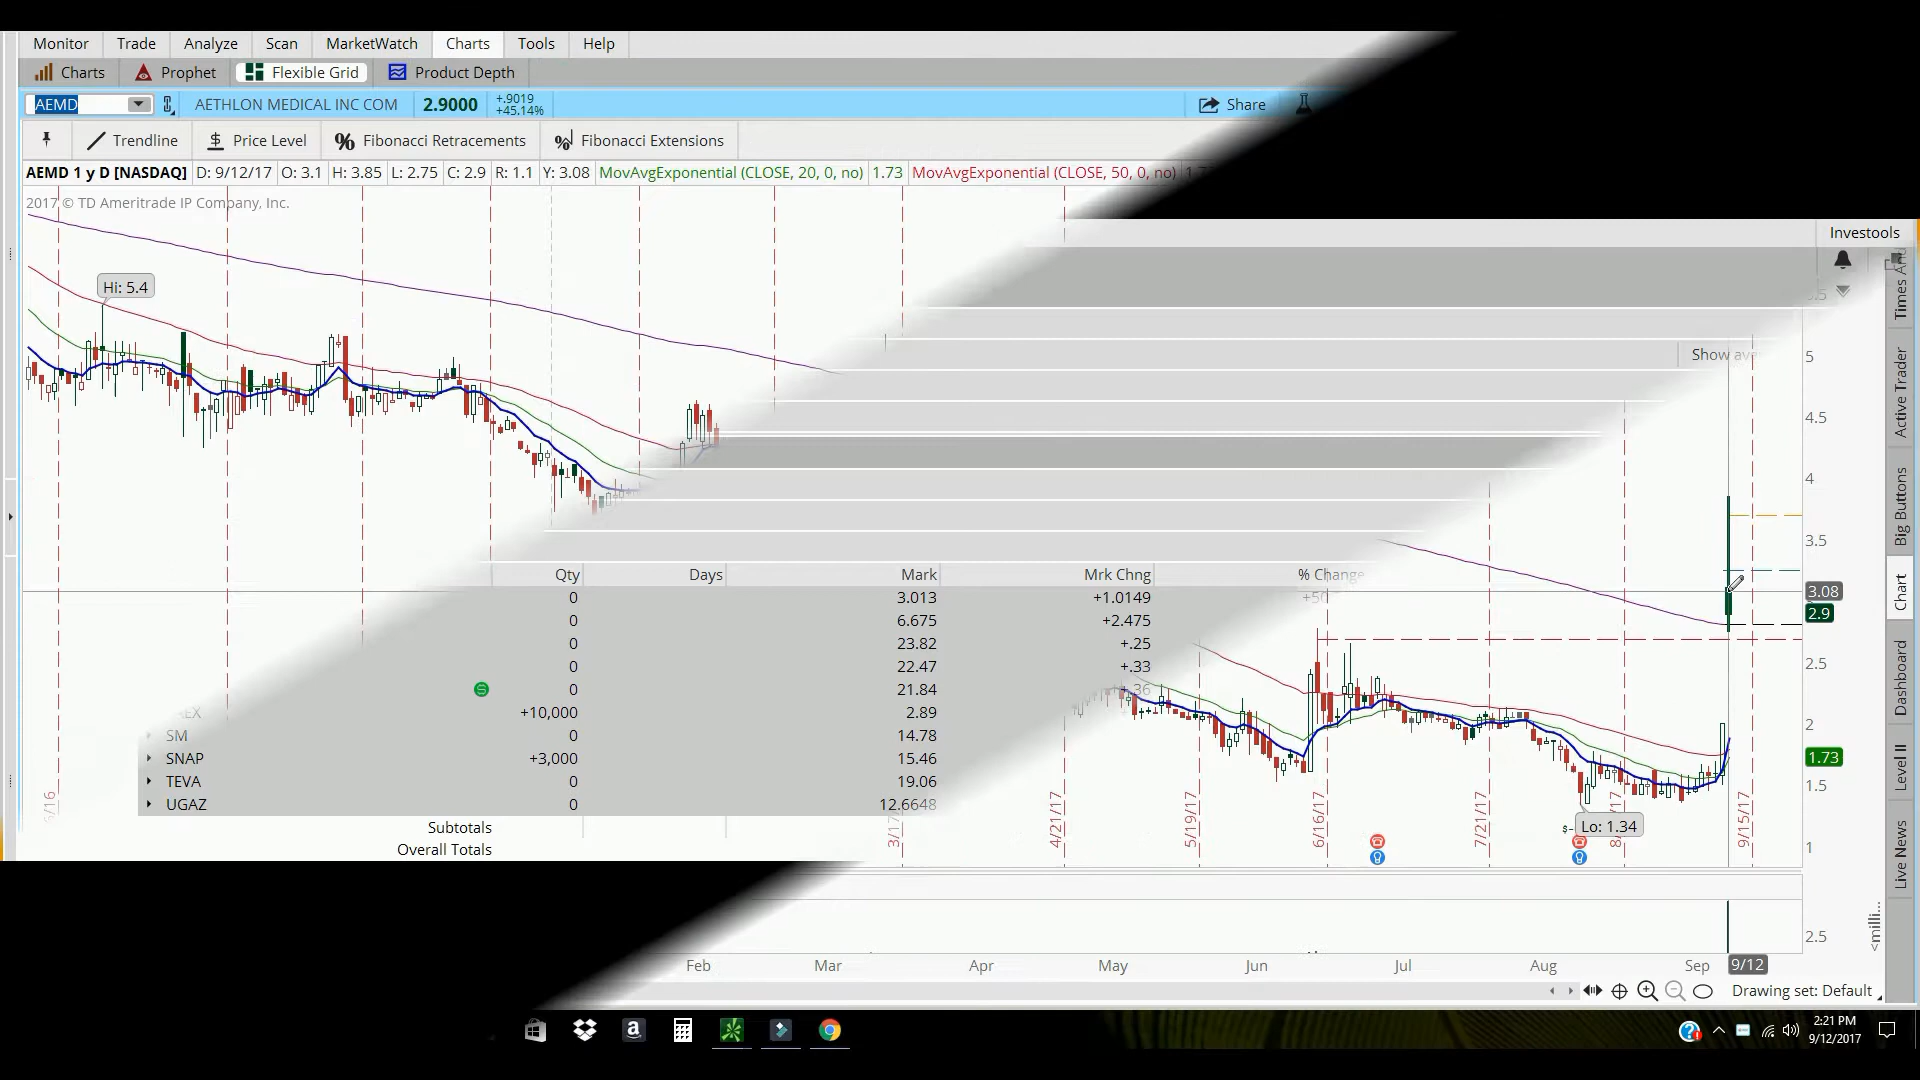 Monitor Trade Analyze Scan MarketWatch Charts Tools Help
Charts Prophet Flexible Grid Product Depth
AEMD AETHLON MEDICAL INC COM 2.9000 +.9019 +45.14% Share
Trendline $ Price Level % Fibonacci Retracements % Fibonacci Extensions
AEMD 1 y D [NASDAQ] D: 9/12/17 O: 3.1 H: 3.85 L: 2.75 C: 2.9 R: 1.1 Y: 3.08 MovAvgExponential (CLOSE, 20, 0, no) 1.73 MovAvgExponential (CLOSE, 50, 0, no)
2017 © TD Ameritrade IP Company, Inc.
Investools
Hi: 5.4
Show
5
4.5
4
3.5
3.08
2.9
2.5
2
1.73
1.5
1
Qty Days Mark Mrk Chng % Change
0 3.013 +1.0149
0 6.675 +2.475
0 23.82 +.25
0 22.47 +.33
0 21.84
+10,000 2.89
SM 0 14.78
SNAP +3,000 15.46
TEVA 0 19.06
UGAZ 0 12.6648
Subtotals
Overall Totals
4/21/17
5/19/17
6/16/17
7/21/17
9/15/17
Lo: 1.34
2.5
<milli...
Feb Mar Apr May Jun Jul Aug Sep 9/12
Drawing set: Default
Active Trader
Big Buttons
Chart
Dashboard
Level II
Live News
2:21 PM
9/12/2017